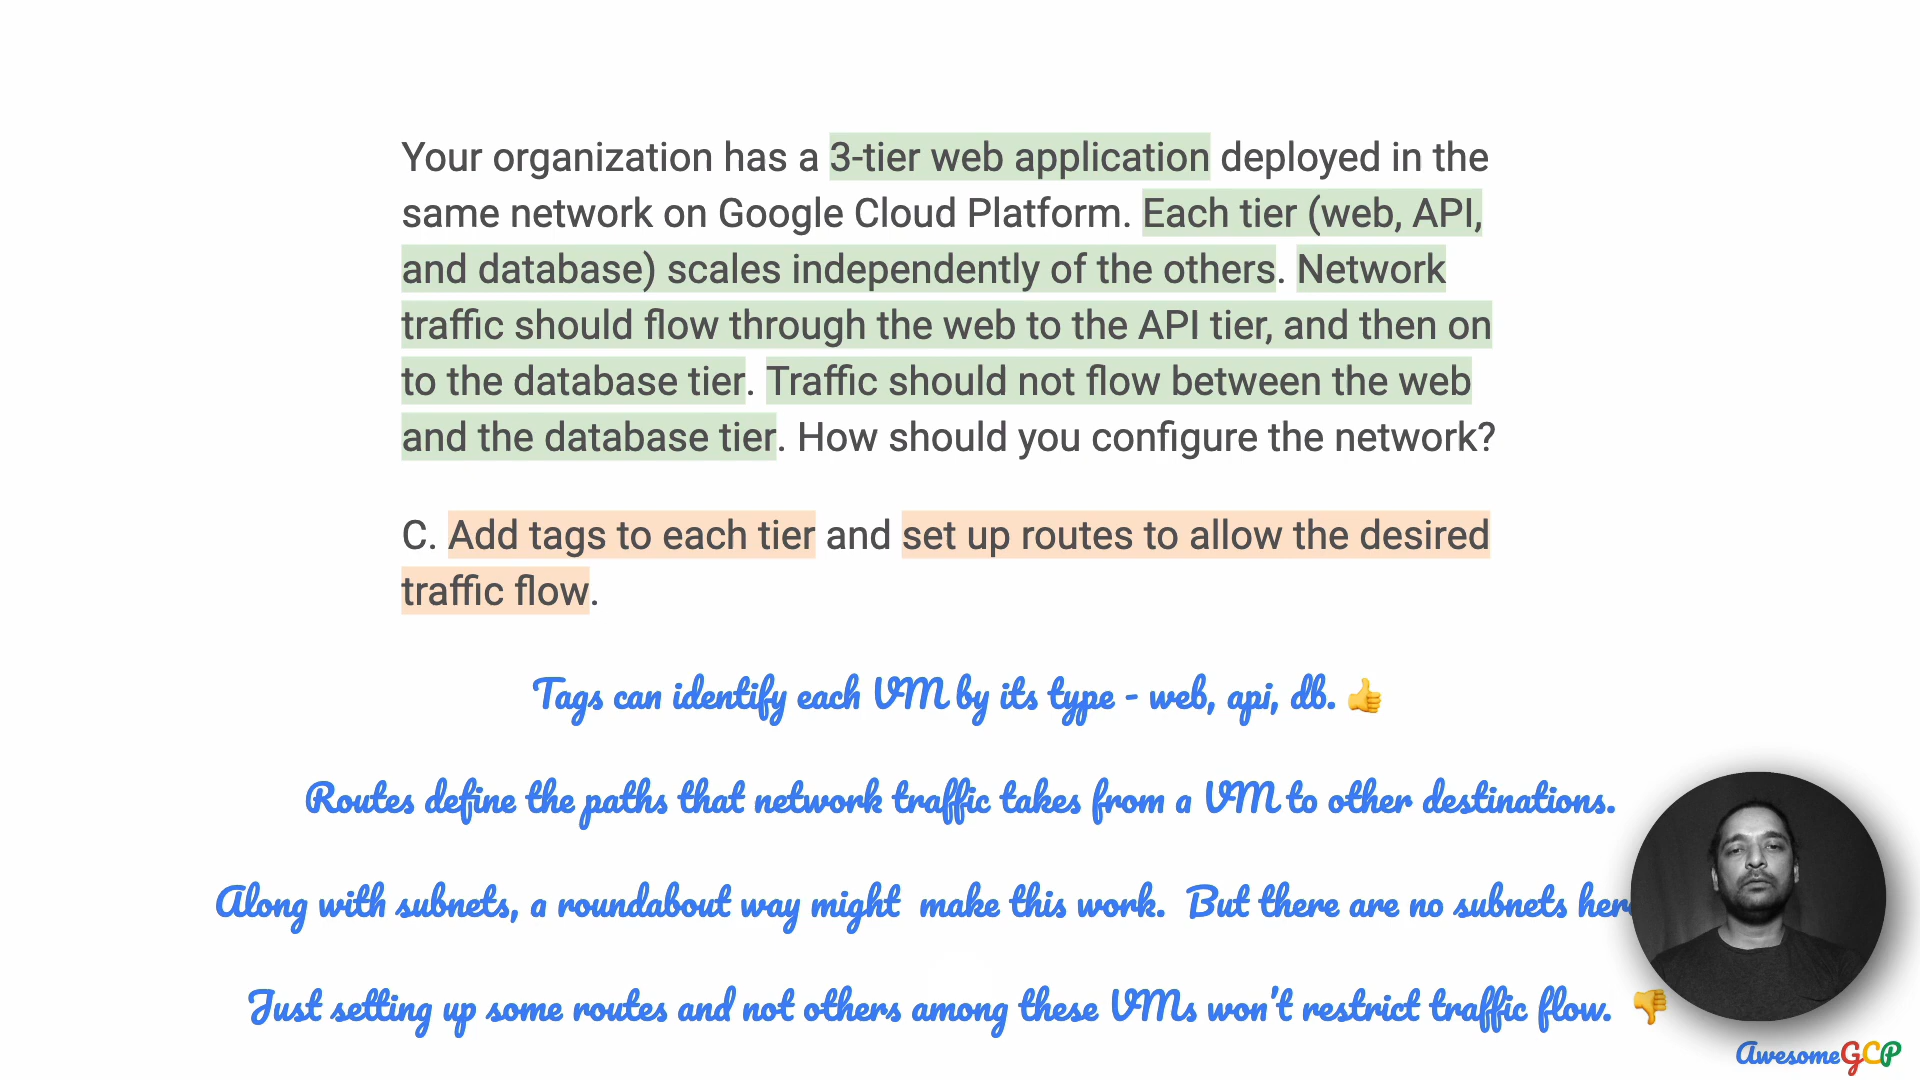 Your organization has a 3-tier web application deployed in the
same network on Google Cloud Platform. Each tier (web, API,
and database) scales independently of the others. Network
traffic should flow through the web to the API tier, and then on
to the database tier. Traffic should not flow between the web
and the database tier. How should you configure the network?
C. Add tags to each tier and set up routes to allow the desired
traffic flow.
Tags can identify each VM by its type - web, api, db. 👍
Routes define the paths that network traffic takes from a VM to other destinations.
Along with subnets, a roundabout way might make this work. But there are no subnets
Just setting up some routes and not others among these VMs won't restrict traffic flow. 👎
AwesomeGCP